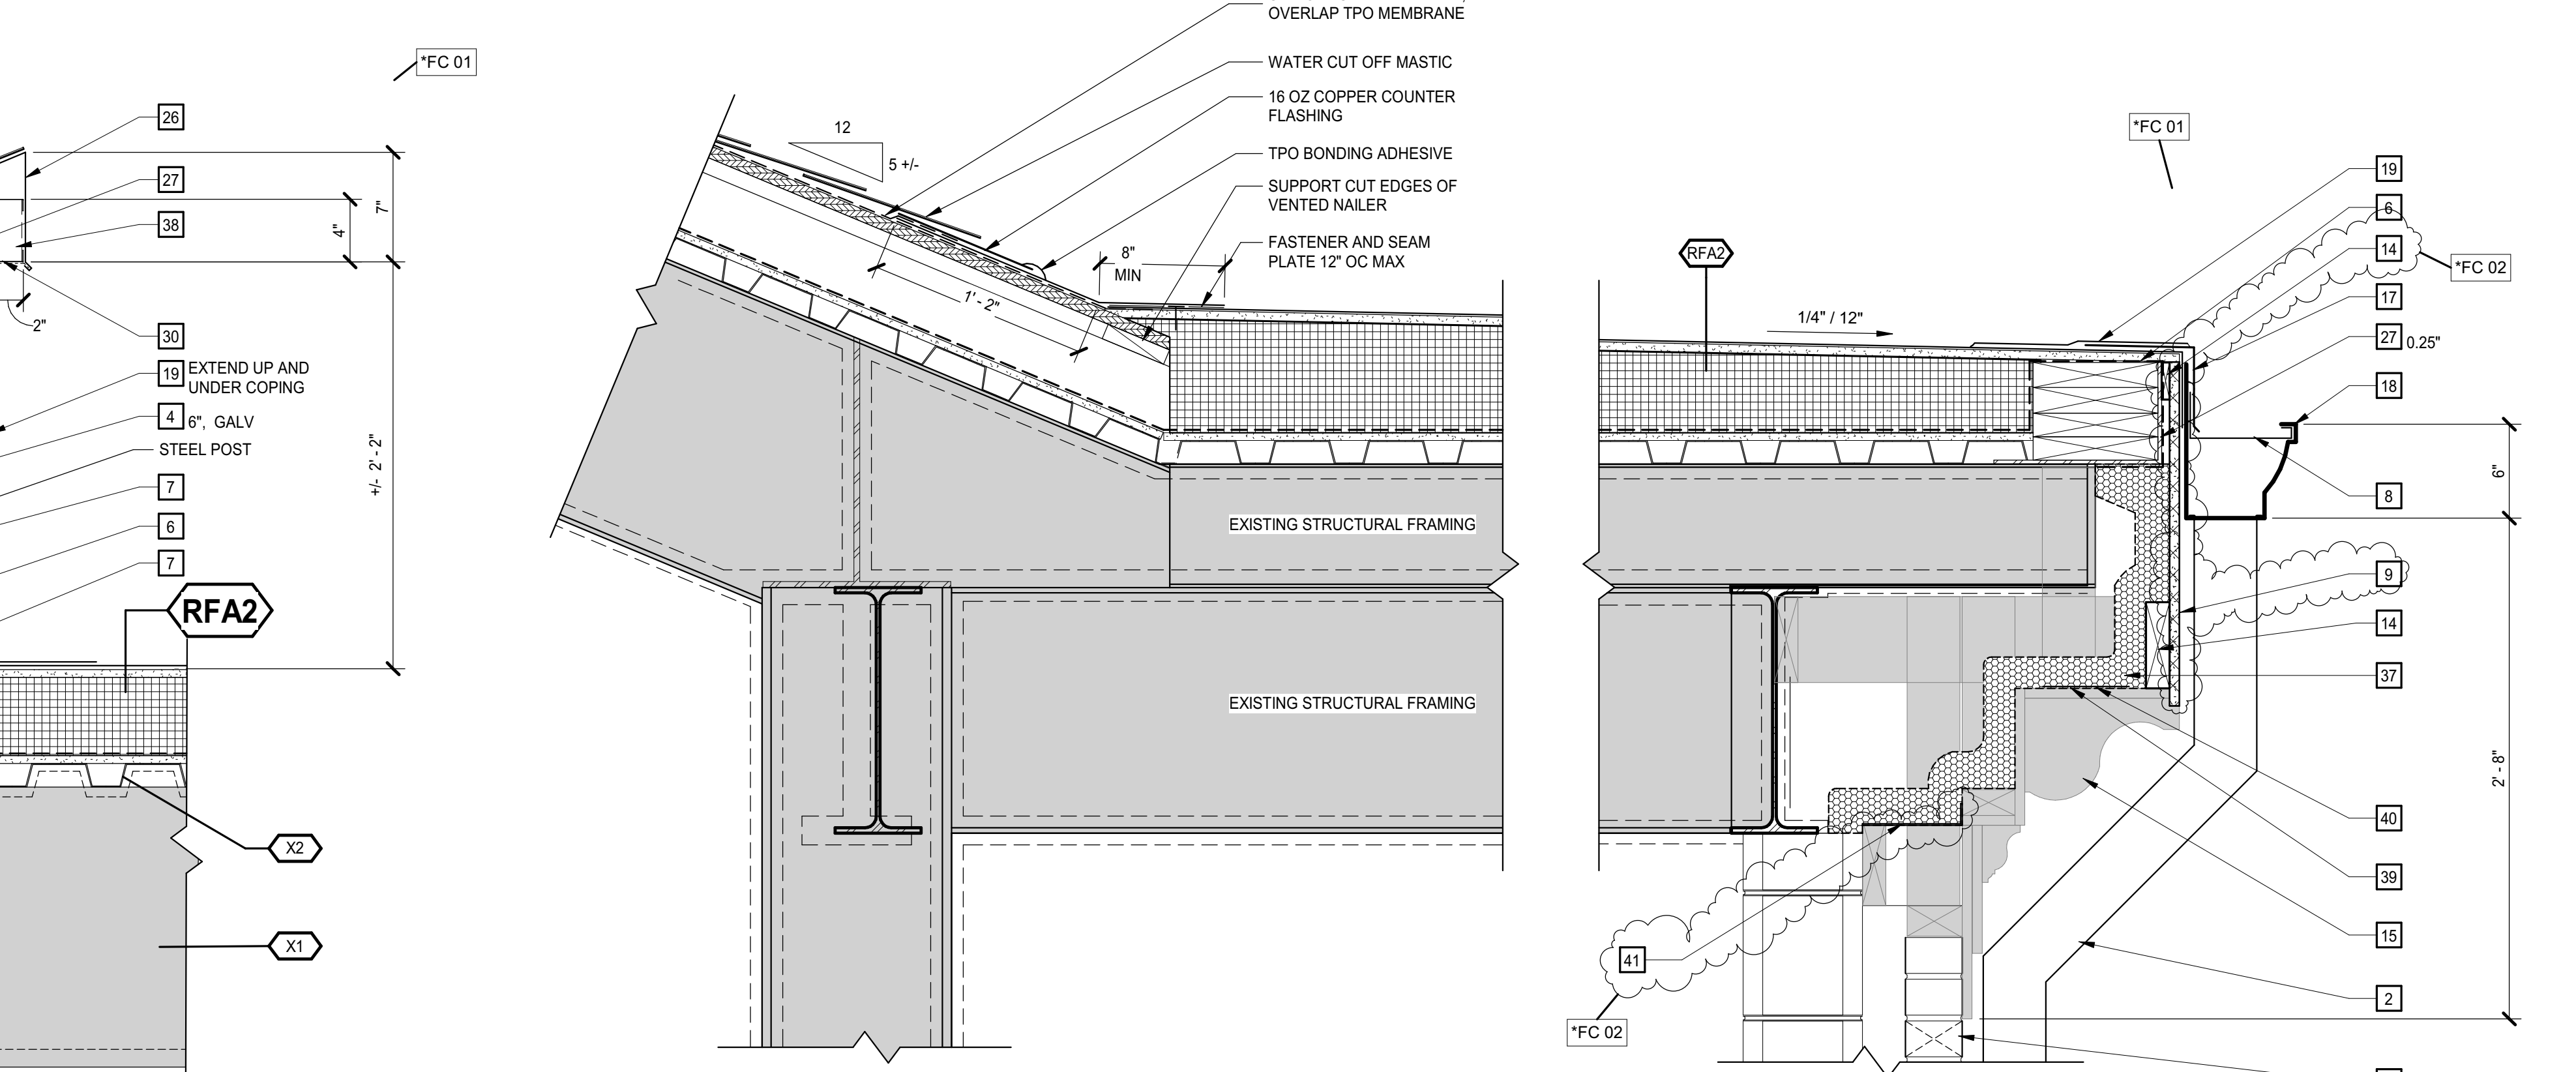 *FC 01
26
27
38
7"
4"
2"
30
19 EXTEND UP AND
UNDER COPING
4 6", GALV
STEEL POST
7
6
7
+/- 2' - 2"
RFA2
X2
X1
OVERLAP TPO MEMBRANE
WATER CUT OFF MASTIC
16 OZ COPPER COUNTER
FLASHING
TPO BONDING ADHESIVE
SUPPORT CUT EDGES OF
VENTED NAILER
FASTENER AND SEAM
PLATE 12" OC MAX
12
5 +/-
8"
MIN
1' - 2"
EXISTING STRUCTURAL FRAMING
EXISTING STRUCTURAL FRAMING
RFA2
1/4" / 12"
*FC 01
19
6
14
*FC 02
17
27 0.25"
18
6"
8
9
14
37
2' - 8"
40
39
15
2
41
*FC 02